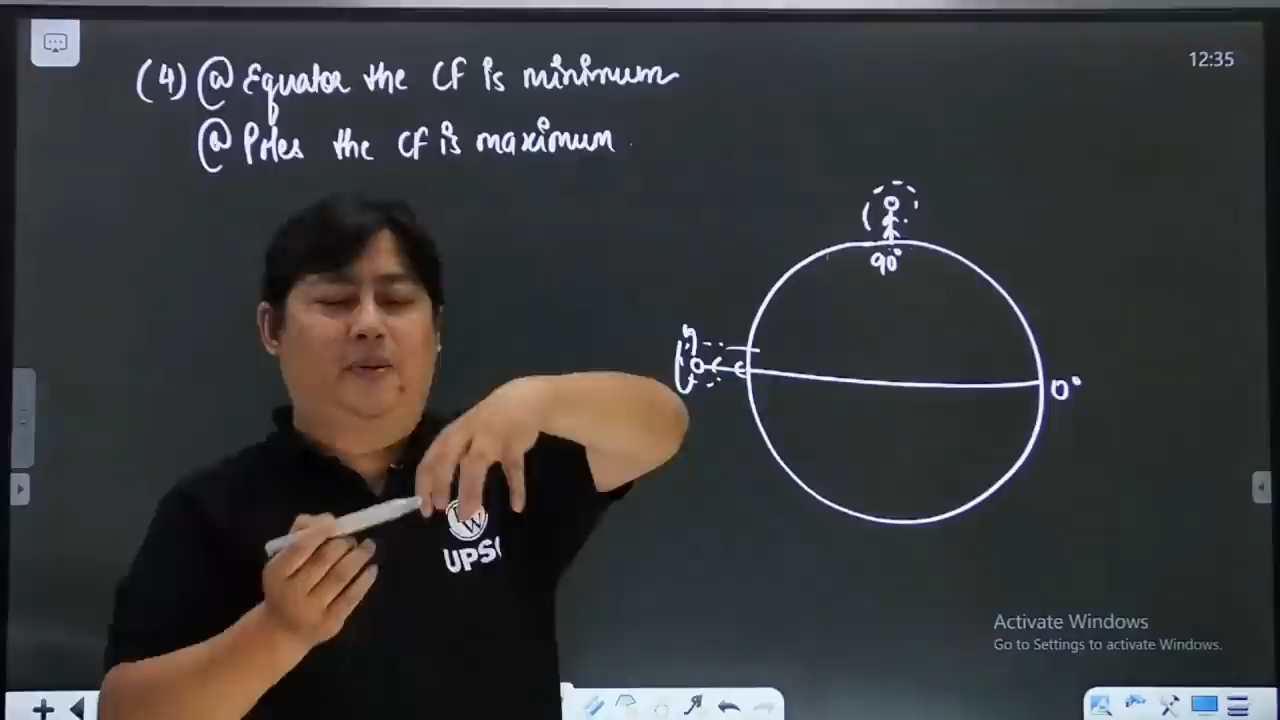 (4) @ Equator the CF is minimum
12:35
@ Poles the CF is maximum.
90°
0°
W
UPSC
Activate Windows
Go to Settings to activate Windows.